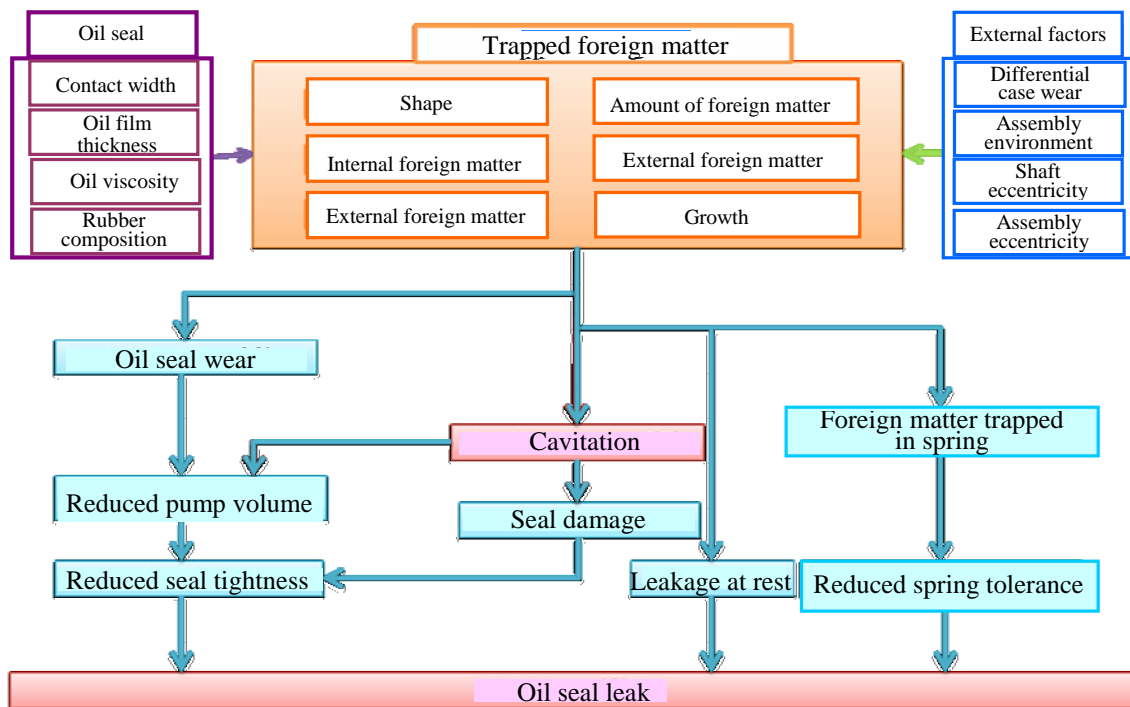 Oil seal
Contact width
Oil film
thickness
Oil viscosity
Rubber
composition
Trapped foreign matter
Shape
Amount of foreign matter
Internal foreign matter
External foreign matter
External foreign matter
Growth
External factors
Differential
case wear
Assembly
environment
Shaft
eccentricity
Assembly
eccentricity
Oil seal wear
Cavitation
Foreign matter trapped
in spring
Reduced pump volume
Seal damage
Reduced seal tightness
Leakage at rest
Reduced spring tolerance
Oil seal leak